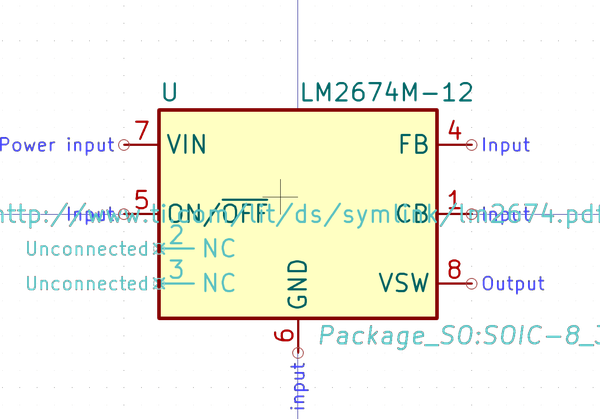 U LM2674M-12
Power input 7 VIN FB 4 Input
Input 5 ON/OFF CB 1 Input
http://www.ti.com/lit/ds/symlink/lm2674.pdf
Unconnected 2 NC
Unconnected 3 NC VSW 8 Output
GND
6
input
Package_SO:SOIC-8_3